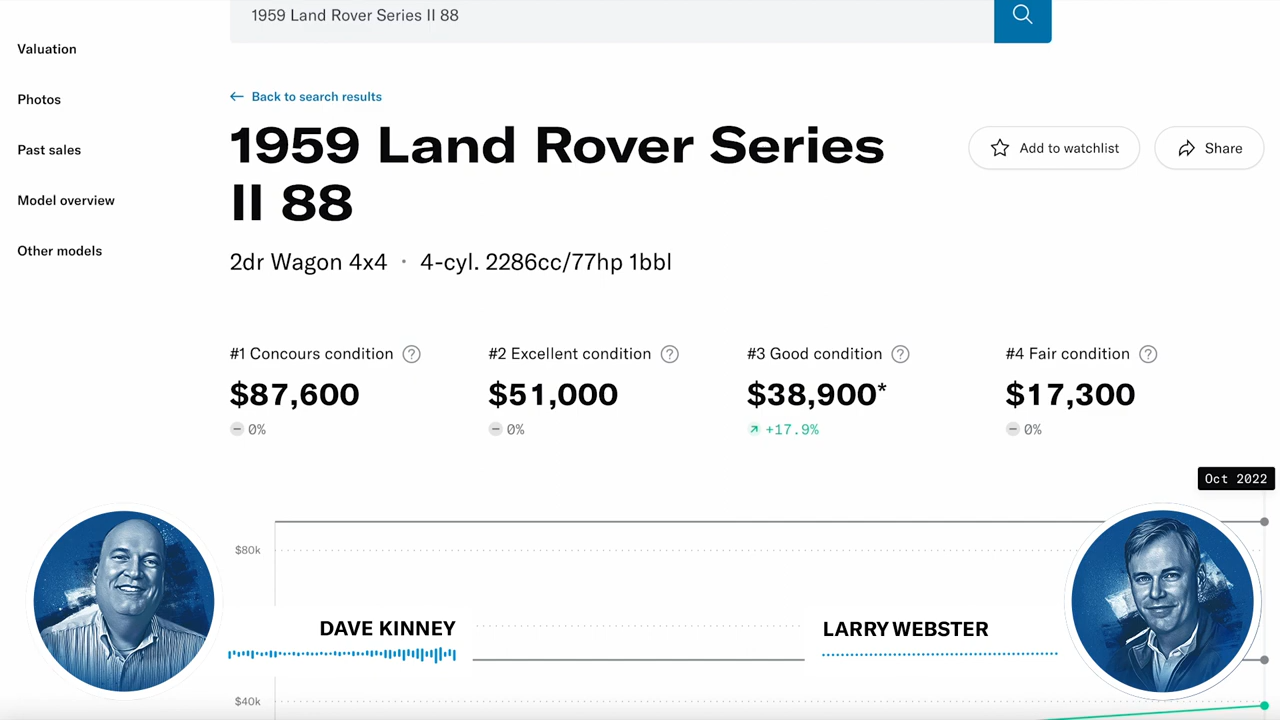 1959 Land Rover Series II 88
Valuation
Photos
Past sales
Model overview
Other models
← Back to search results
1959 Land Rover Series
II 88
Add to watchlist
Share
2dr Wagon 4x4 · 4-cyl. 2286cc/77hp 1bbl
#1 Concours condition ?
$87,600
0%
#2 Excellent condition ?
$51,000
0%
#3 Good condition ?
$38,900*
+17.9%
#4 Fair condition ?
$17,300
0%
Oct 2022
$80k
DAVE KINNEY
LARRY WEBSTER
$40k